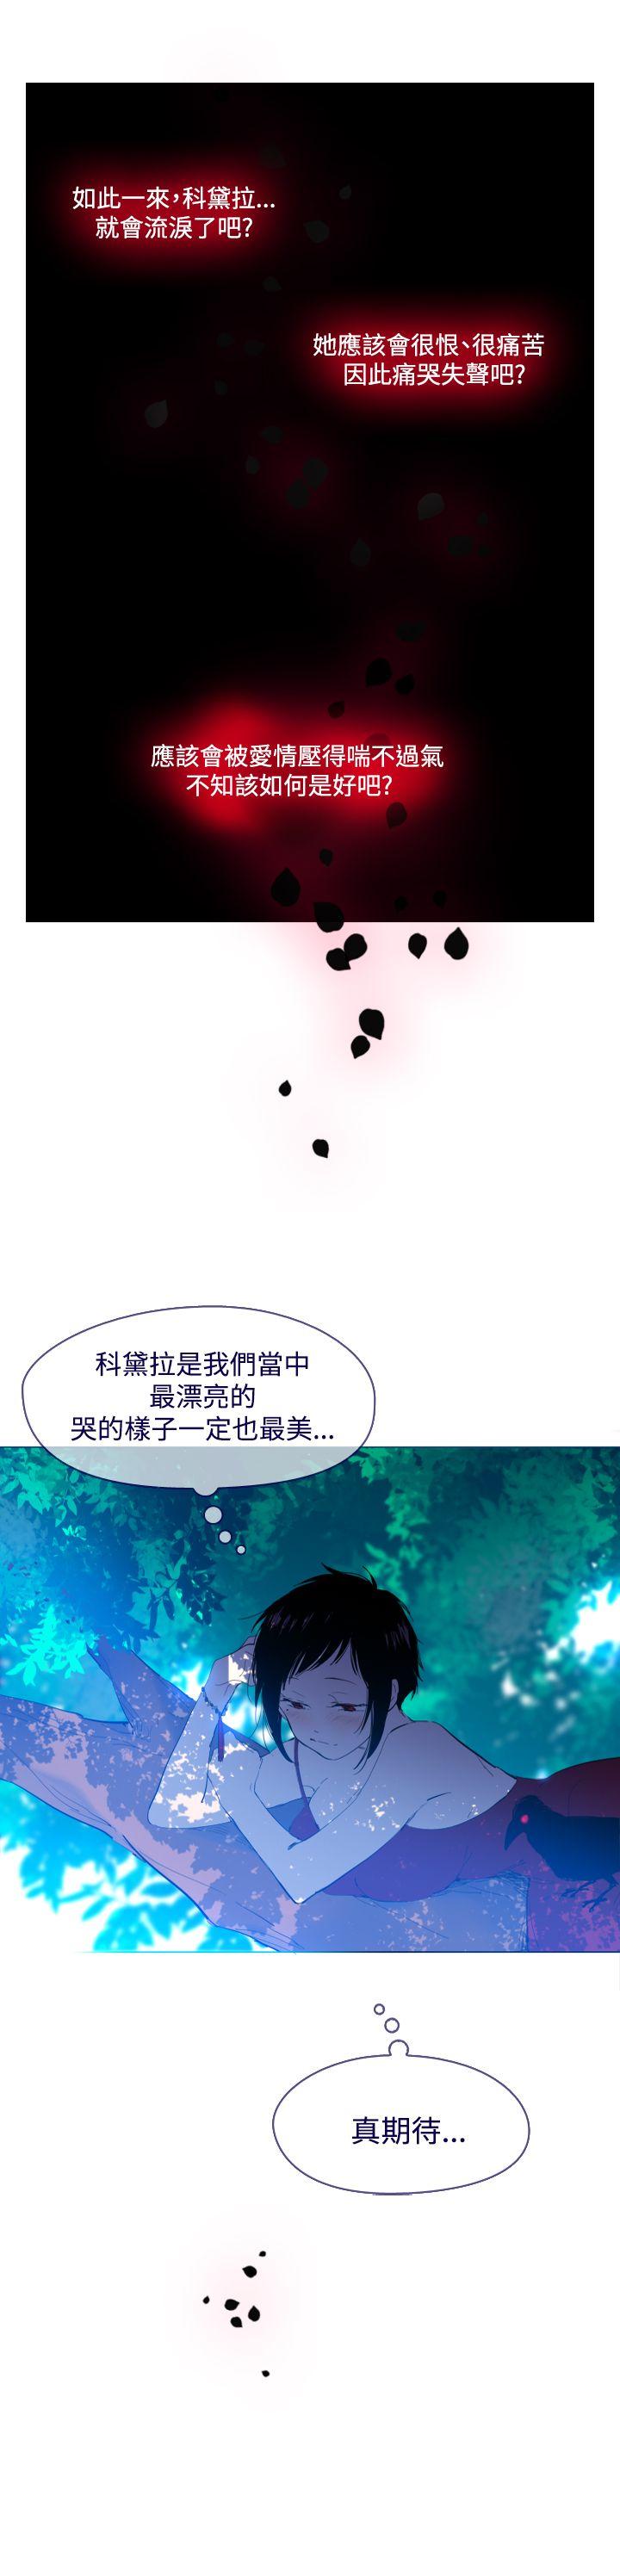 如此一來，科黛拉...
就會流淚了吧?
她應該會很恨、很痛苦
因此痛哭失聲吧?
應該會被愛情壓得喘不過氣
不知該如何是好吧?
科黛拉是我們當中
最漂亮的
哭的樣子一定也最美...
真期待...